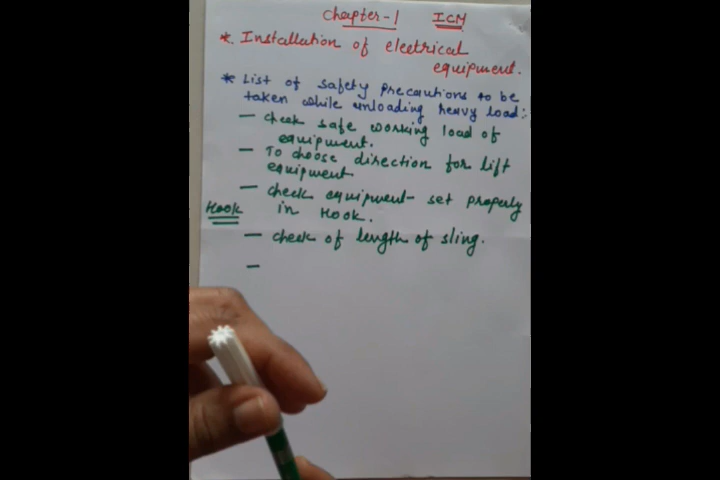 Chapter-1 ICM
*. Installation of electrical
equipment.
* List of safety precautions to be
taken while unloading heavy load:-
- check safe working load of
equipment.
- To choose direction for lift
equipment
- check equipment- set properly
in Hook.
Hook
- check of length of sling.
-